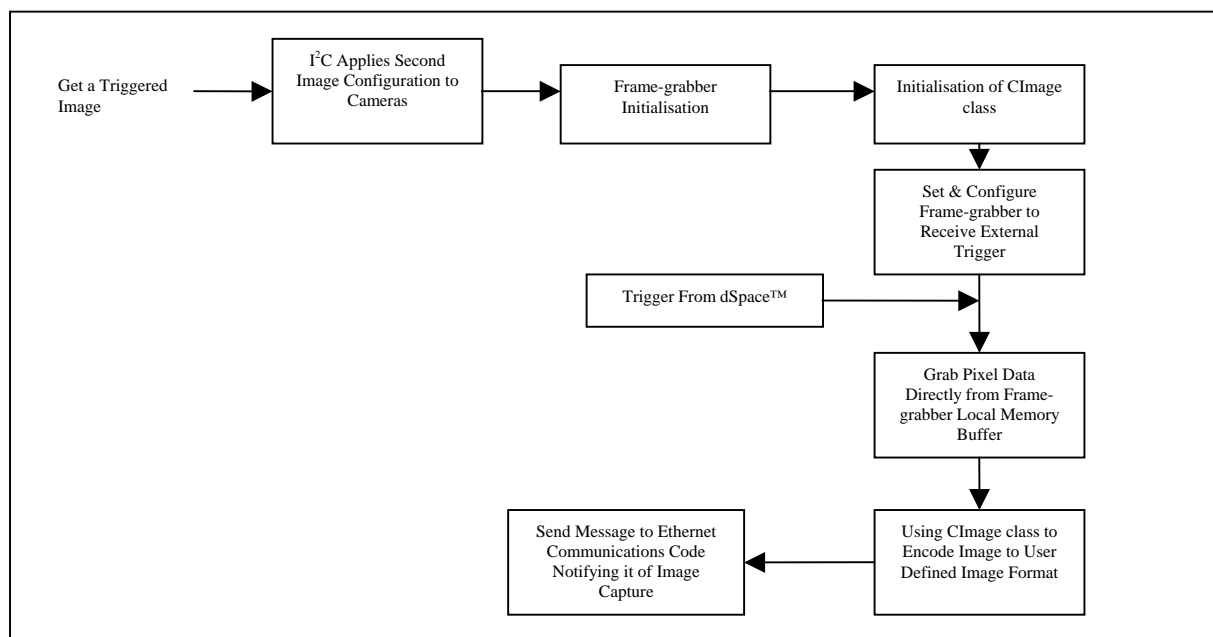 Get a Triggered
Image
I²C Applies Second
Image Configuration to
Cameras
Frame-grabber
Initialisation
Initialisation of CImage
class
Set & Configure
Frame-grabber to
Receive External
Trigger
Trigger From dSpace™
Grab Pixel Data
Directly from Frame-
grabber Local Memory
Buffer
Using CImage class to
Encode Image to User
Defined Image Format
Send Message to Ethernet
Communications Code
Notifying it of Image
Capture